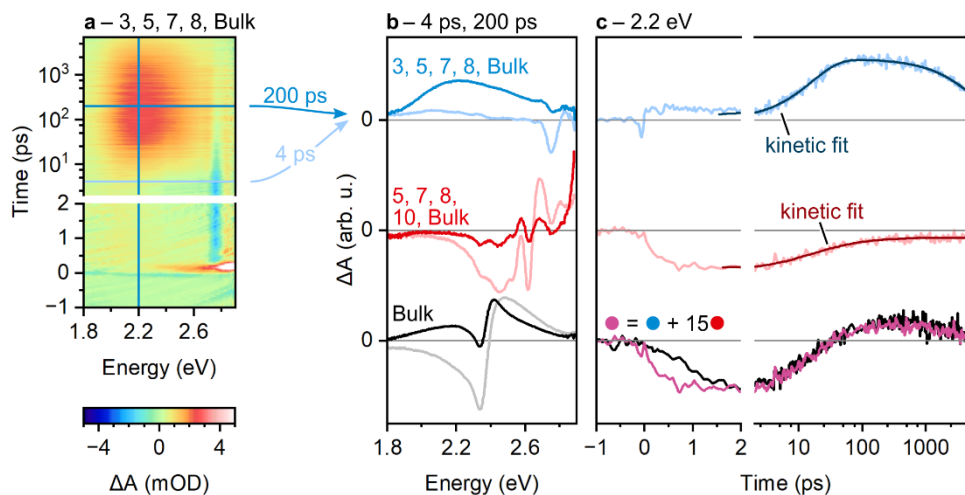 a – 3, 5, 7, 8, Bulk
10³
10²
10¹
2
1
0
-1
Time (ps)
1.8 2.2 2.6
Energy (eV)
-5 0 5
ΔA (mOD)
200 ps
4 ps
b – 4 ps, 200 ps
3, 5, 7, 8, Bulk
0
5, 7, 8,
10, Bulk
0
Bulk
0
ΔA (arb. u.)
1.8 2.2 2.6
Energy (eV)
c – 2.2 eV
kinetic fit
kinetic fit
● = ● + 15 ●
-1 0 1 2 10 100 1000
Time (ps)